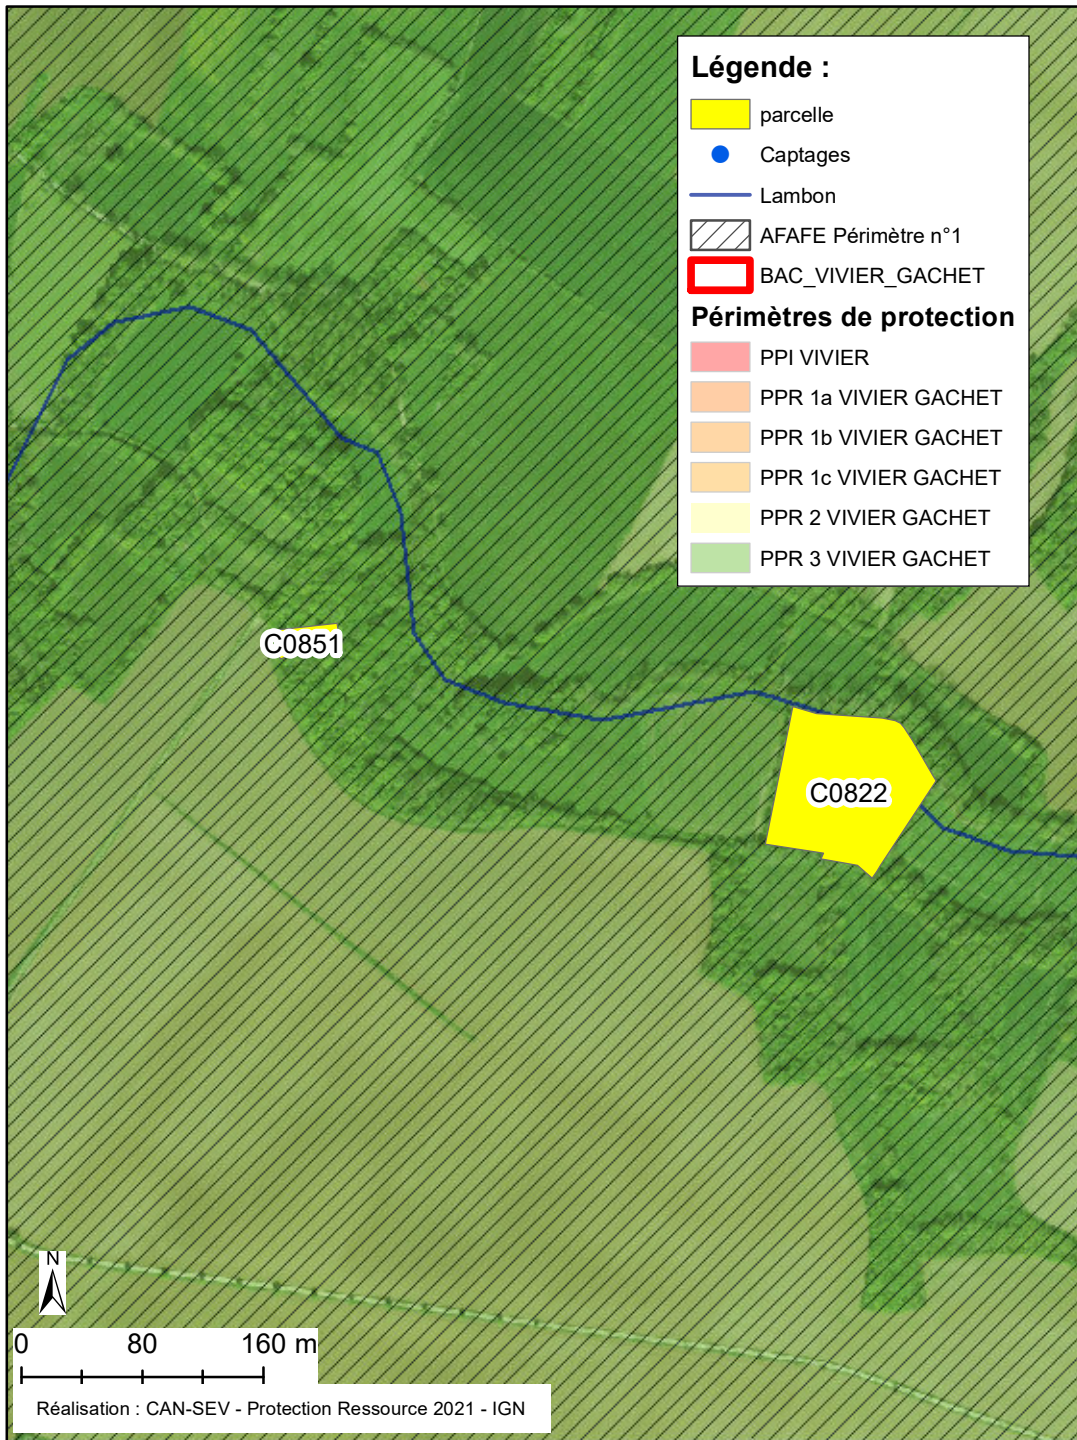 Légende :
parcelle
Captages
Lambon
AFAFE Périmètre n°1
BAC_VIVIER_GACHET
Périmètres de protection
PPI VIVIER
PPR 1a VIVIER GACHET
PPR 1b VIVIER GACHET
PPR 1c VIVIER GACHET
PPR 2 VIVIER GACHET
PPR 3 VIVIER GACHET
C0851
C0822
N
0 80 160 m
Réalisation : CAN-SEV - Protection Ressource 2021 - IGN